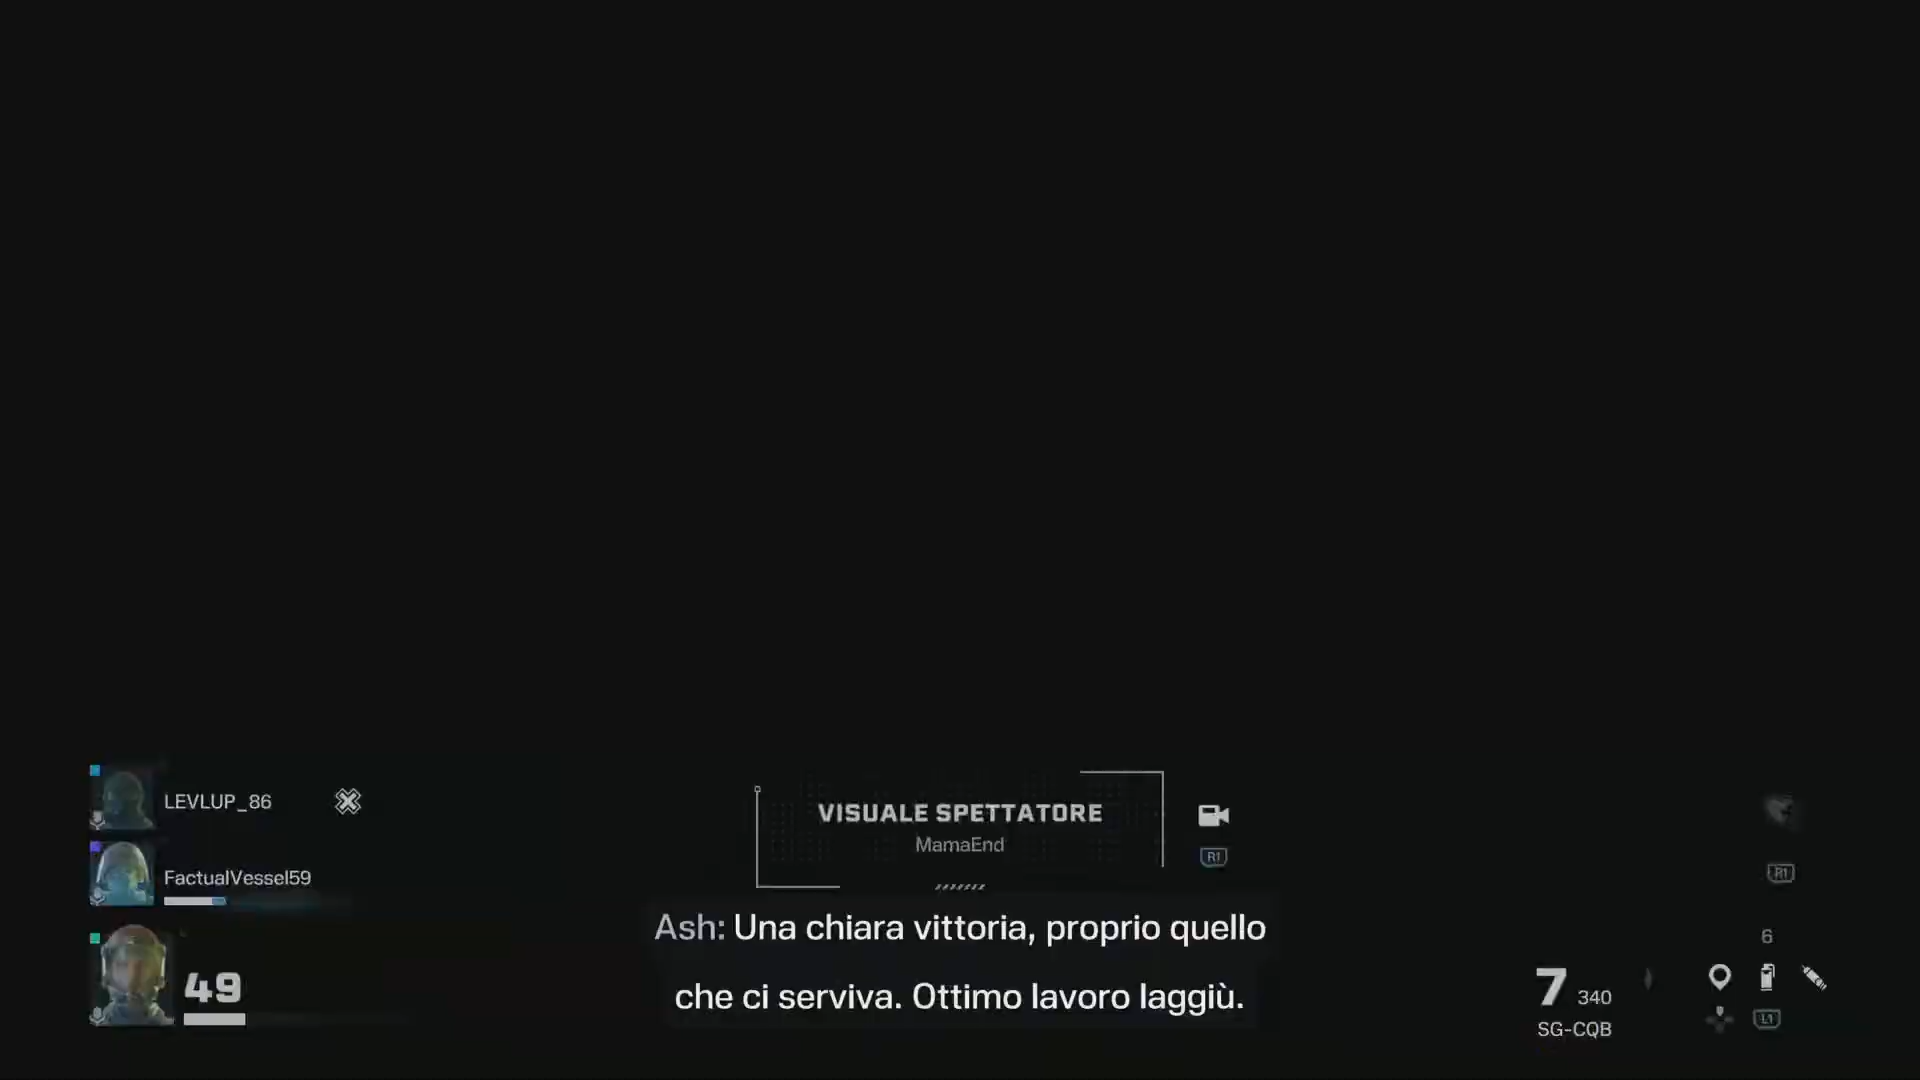 LEVLUP_86
FactualVessel59
49
VISUALE SPETTATORE
MamaEnd
R1
Ash: Una chiara vittoria, proprio quello
che ci serviva. Ottimo lavoro laggiù.
R1
6
7 340
SG-CQB
L1